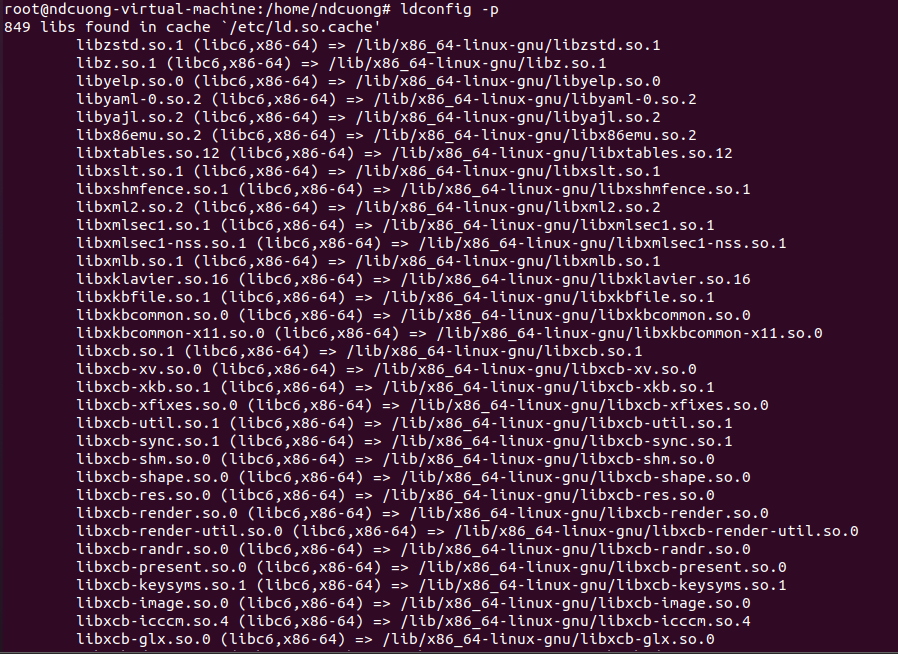 root@ndcuong-virtual-machine:/home/ndcuong# ldconfig -p
849 libs found in cache `/etc/ld.so.cache'
libzstd.so.1 (libc6,x86-64) => /lib/x86_64-linux-gnu/libzstd.so.1
libz.so.1 (libc6,x86-64) => /lib/x86_64-linux-gnu/libz.so.1
libyelp.so.0 (libc6,x86-64) => /lib/x86_64-linux-gnu/libyelp.so.0
libyaml-0.so.2 (libc6,x86-64) => /lib/x86_64-linux-gnu/libyaml-0.so.2
libyajl.so.2 (libc6,x86-64) => /lib/x86_64-linux-gnu/libyajl.so.2
libx86emu.so.2 (libc6,x86-64) => /lib/x86_64-linux-gnu/libx86emu.so.2
libxtables.so.12 (libc6,x86-64) => /lib/x86_64-linux-gnu/libxtables.so.12
libxslt.so.1 (libc6,x86-64) => /lib/x86_64-linux-gnu/libxslt.so.1
libxshmfence.so.1 (libc6,x86-64) => /lib/x86_64-linux-gnu/libxshmfence.so.1
libxml2.so.2 (libc6,x86-64) => /lib/x86_64-linux-gnu/libxml2.so.2
libxmlsec1.so.1 (libc6,x86-64) => /lib/x86_64-linux-gnu/libxmlsec1.so.1
libxmlsec1-nss.so.1 (libc6,x86-64) => /lib/x86_64-linux-gnu/libxmlsec1-nss.so.1
libxmlb.so.1 (libc6,x86-64) => /lib/x86_64-linux-gnu/libxmlb.so.1
libxklavier.so.16 (libc6,x86-64) => /lib/x86_64-linux-gnu/libxklavier.so.16
libxkbfile.so.1 (libc6,x86-64) => /lib/x86_64-linux-gnu/libxkbfile.so.1
libxkbcommon.so.0 (libc6,x86-64) => /lib/x86_64-linux-gnu/libxkbcommon.so.0
libxkbcommon-x11.so.0 (libc6,x86-64) => /lib/x86_64-linux-gnu/libxkbcommon-x11.so.0
libxcb.so.1 (libc6,x86-64) => /lib/x86_64-linux-gnu/libxcb.so.1
libxcb-xv.so.0 (libc6,x86-64) => /lib/x86_64-linux-gnu/libxcb-xv.so.0
libxcb-xkb.so.1 (libc6,x86-64) => /lib/x86_64-linux-gnu/libxcb-xkb.so.1
libxcb-xfixes.so.0 (libc6,x86-64) => /lib/x86_64-linux-gnu/libxcb-xfixes.so.0
libxcb-util.so.1 (libc6,x86-64) => /lib/x86_64-linux-gnu/libxcb-util.so.1
libxcb-sync.so.1 (libc6,x86-64) => /lib/x86_64-linux-gnu/libxcb-sync.so.1
libxcb-shm.so.0 (libc6,x86-64) => /lib/x86_64-linux-gnu/libxcb-shm.so.0
libxcb-shape.so.0 (libc6,x86-64) => /lib/x86_64-linux-gnu/libxcb-shape.so.0
libxcb-res.so.0 (libc6,x86-64) => /lib/x86_64-linux-gnu/libxcb-res.so.0
libxcb-render.so.0 (libc6,x86-64) => /lib/x86_64-linux-gnu/libxcb-render.so.0
libxcb-render-util.so.0 (libc6,x86-64) => /lib/x86_64-linux-gnu/libxcb-render-util.so.0
libxcb-randr.so.0 (libc6,x86-64) => /lib/x86_64-linux-gnu/libxcb-randr.so.0
libxcb-present.so.0 (libc6,x86-64) => /lib/x86_64-linux-gnu/libxcb-present.so.0
libxcb-keysyms.so.1 (libc6,x86-64) => /lib/x86_64-linux-gnu/libxcb-keysyms.so.1
libxcb-image.so.0 (libc6,x86-64) => /lib/x86_64-linux-gnu/libxcb-image.so.0
libxcb-icccm.so.4 (libc6,x86-64) => /lib/x86_64-linux-gnu/libxcb-icccm.so.4
libxcb-glx.so.0 (libc6,x86-64) => /lib/x86_64-linux-gnu/libxcb-glx.so.0